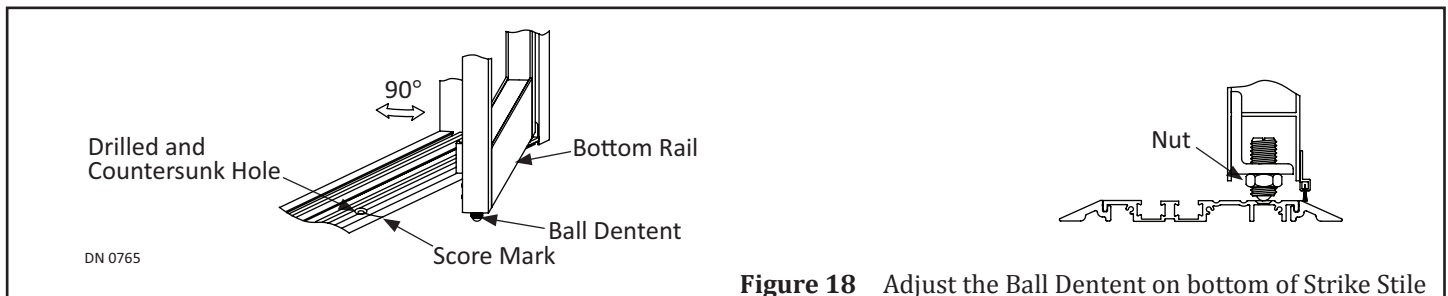 90°
Drilled and
Countersunk Hole
Bottom Rail
Ball Dentent
Score Mark
DN 0765
Nut
Figure 18 Adjust the Ball Dentent on bottom of Strike Stile